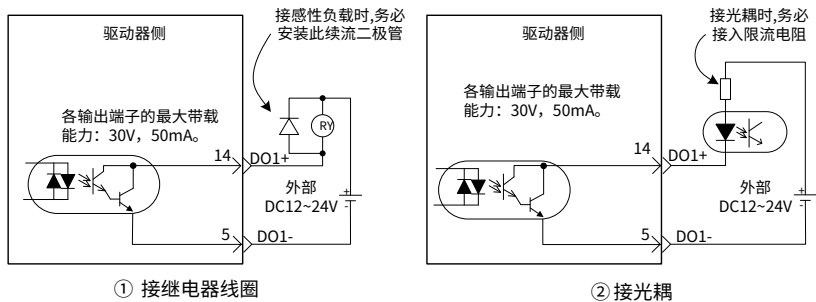 接感性负载时,务必
安装此续流二极管
驱动器侧
各输出端子的最大带载
能力：30V，50mA。
RY
14
DO1+
外部
DC12~24V
+
-
5
DO1-
① 接继电器线圈
接光耦时,务必
接入限流电阻
驱动器侧
各输出端子的最大带载
能力：30V，50mA。
14
DO1+
外部
DC12~24V
+
-
5
DO1-
② 接光耦